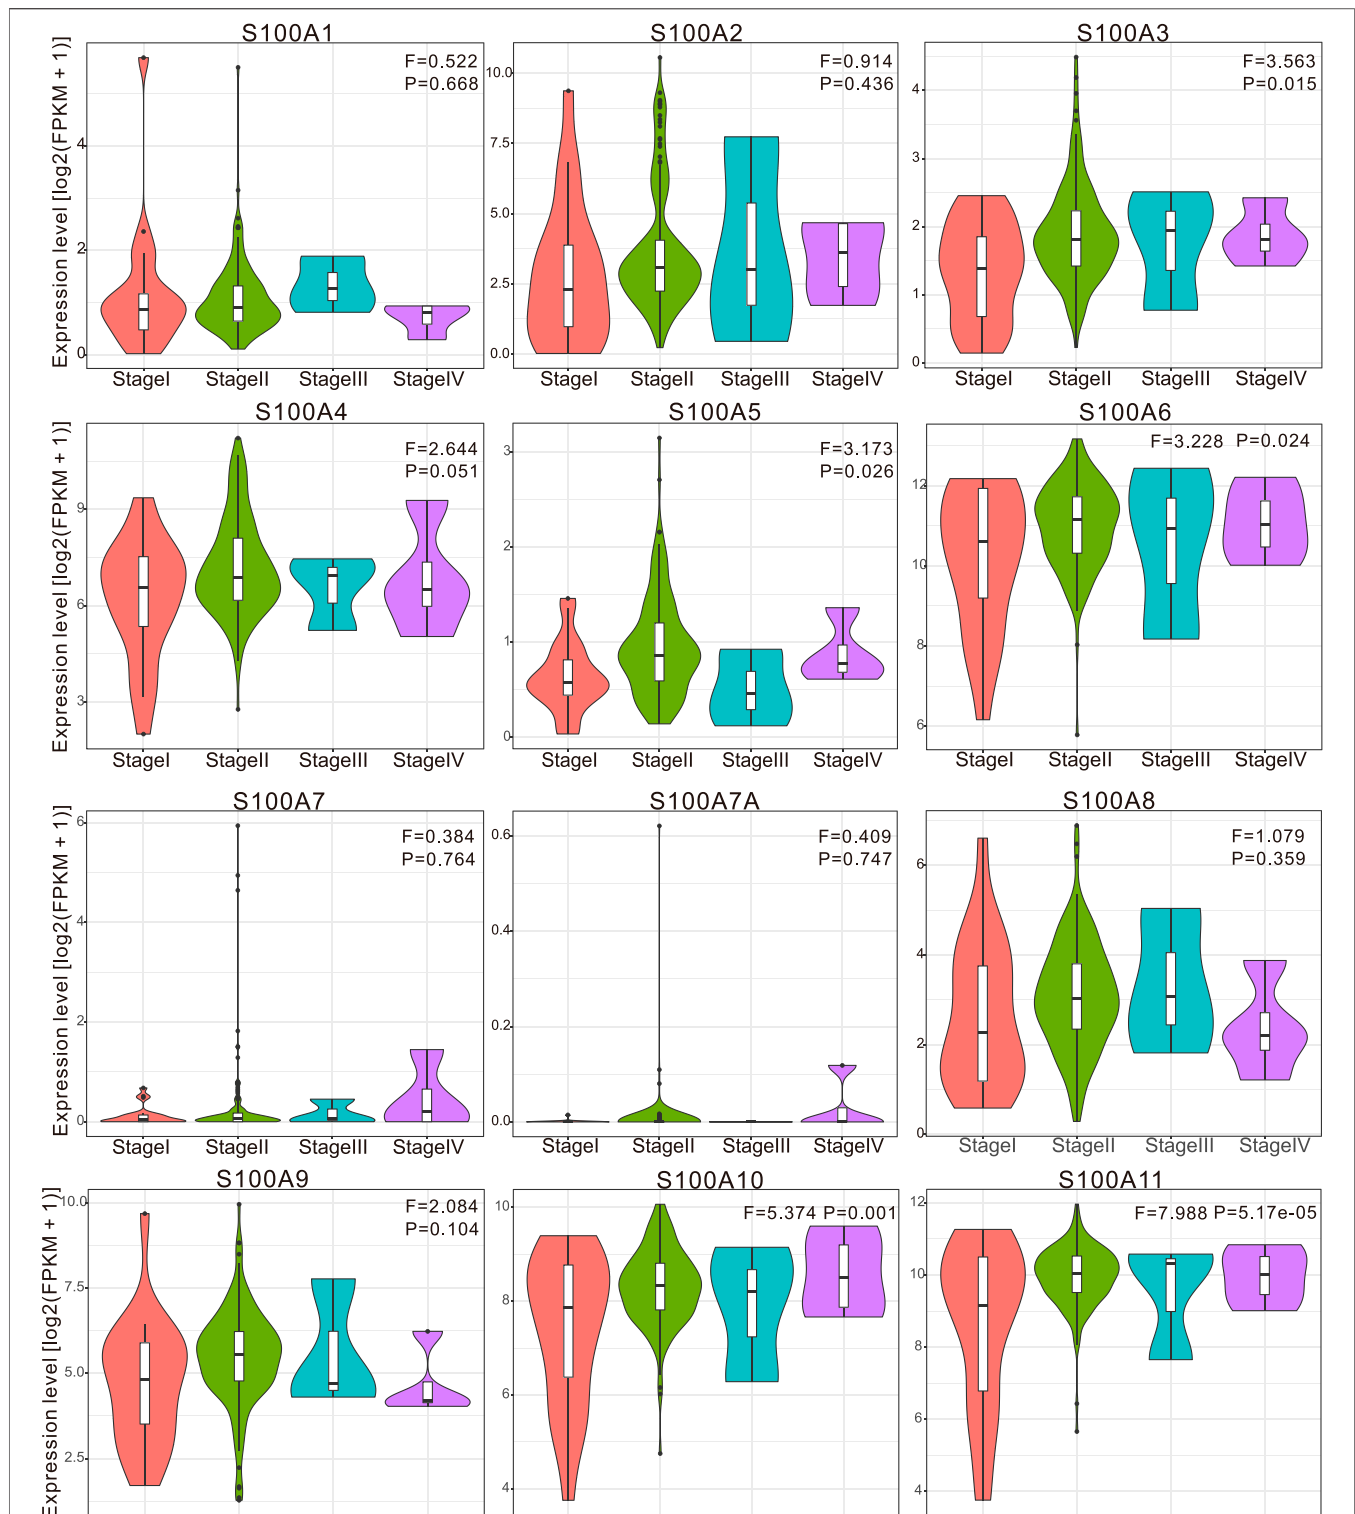 S100A1 S100A2 S100A3
Expression level [log2(FPKM + 1)]
F=0.522
P=0.668
4
2
0
StageI StageII StageIII StageIV
F=0.914
P=0.436
10.0
7.5
5.0
2.5
0.0
StageI StageII StageIII StageIV
F=3.563
P=0.015
4
3
2
1
0
StageI StageII StageIII StageIV
S100A4 S100A5 S100A6
Expression level [log2(FPKM + 1)]
F=2.644
P=0.051
9
6
3
StageI StageII StageIII StageIV
F=3.173
P=0.026
3
2
1
0
StageI StageII StageIII StageIV
F=3.228 P=0.024
12
10
8
6
StageI StageII StageIII StageIV
S100A7 S100A7A S100A8
Expression level [log2(FPKM + 1)]
F=0.384
P=0.764
6
4
2
0
StageI StageII StageIII StageIV
F=0.409
P=0.747
0.6
0.4
0.2
0.0
StageI StageII StageIII StageIV
F=1.079
P=0.359
6
4
2
0
StageI StageII StageIII StageIV
S100A9 S100A10 S100A11
Expression level [log2(FPKM + 1)]
F=2.084
P=0.104
10.0
7.5
5.0
2.5
F=5.374 P=0.001
10
8
6
4
F=7.988 P=5.17e-05
12
10
8
6
4